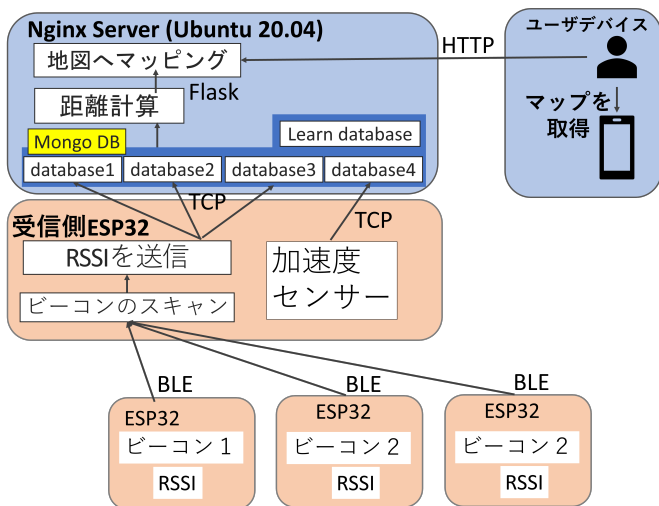 Nginx Server (Ubuntu 20.04)
地図へマッピング
Flask
距離計算
Mongo DB
Learn database
database1
database2
database3
database4
HTTP
ユーザデバイス
マップを
取得
TCP
TCP
受信側ESP32
RSSIを送信
ビーコンのスキャン
加速度
センサー
BLE
BLE
BLE
ESP32
ビーコン１
RSSI
ESP32
ビーコン２
RSSI
ESP32
ビーコン２
RSSI